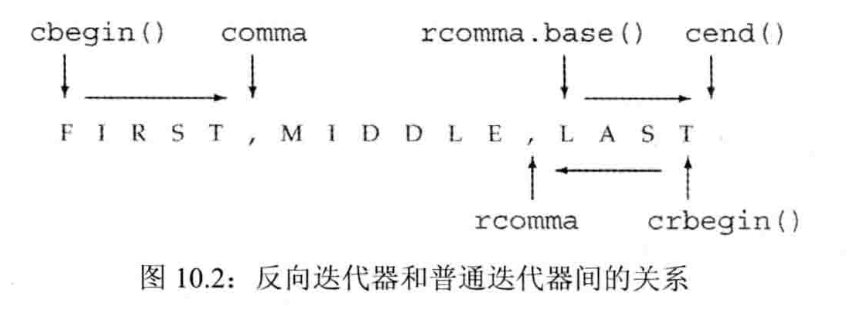 cbegin() comma rcomma.base() cend()
F I R S T , M I D D L E , L A S T
rcomma crbegin()
图 10.2：反向迭代器和普通迭代器间的关系